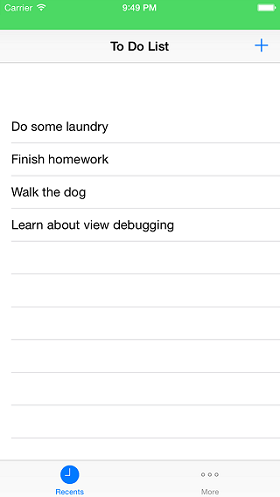 Carrier 9:49 PM
To Do List +
Do some laundry
Finish homework
Walk the dog
Learn about view debugging
Recents More